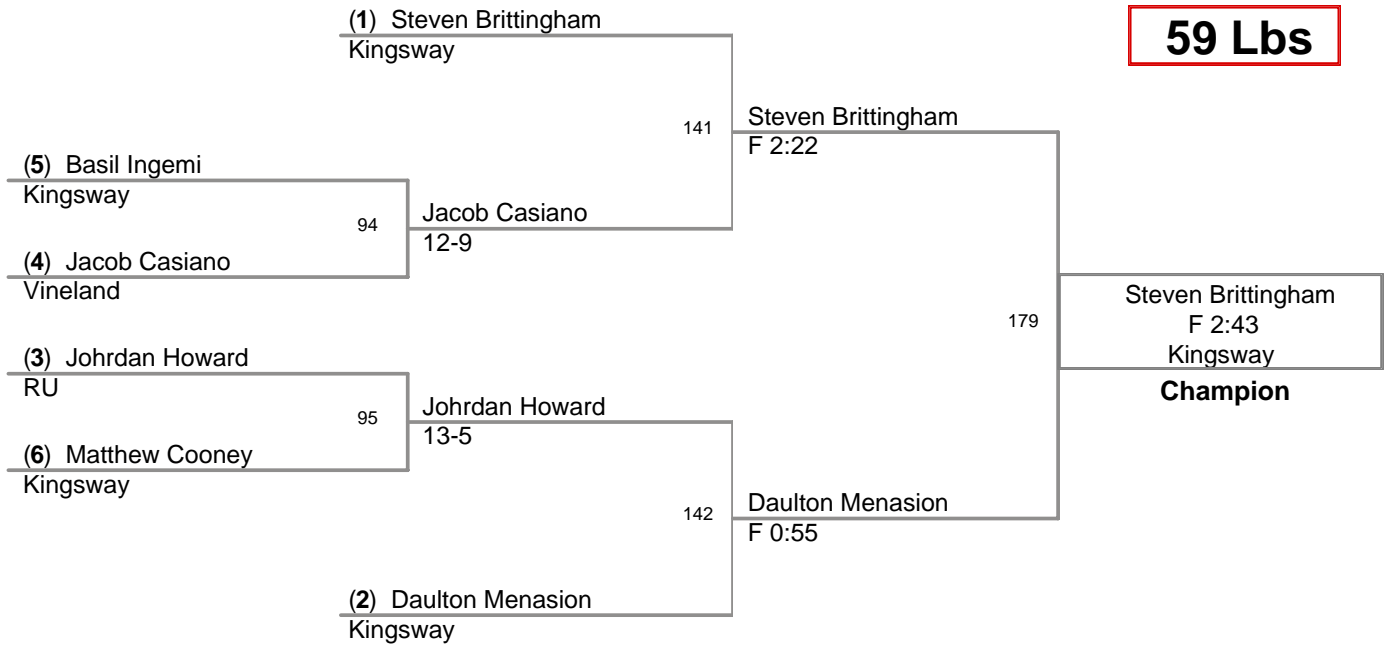 (1) Steven Brittingham
Kingsway
59 Lbs
141
Steven Brittingham
F 2:22
(5) Basil Ingemi
Kingsway
94
Jacob Casiano
12-9
(4) Jacob Casiano
Vineland
179
Steven Brittingham
F 2:43
Kingsway
Champion
(3) Johrdan Howard
RU
95
Johrdan Howard
13-5
(6) Matthew Cooney
Kingsway
142
Daulton Menasion
F 0:55
(2) Daulton Menasion
Kingsway